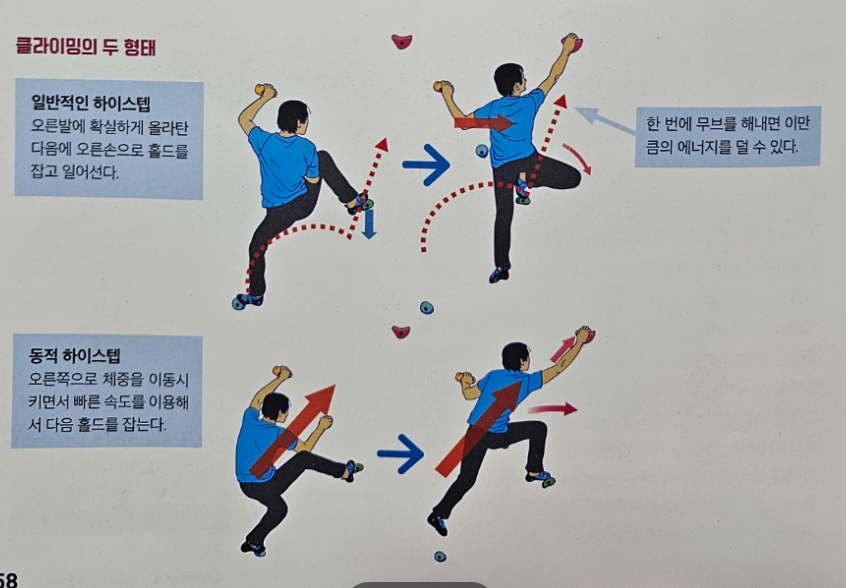 클라이밍의 두 형태
일반적인 하이스텝
오른발에 확실하게 올라탄
다음에 오른손으로 홀드를
잡고 일어선다.
한 번에 무브를 해내면 이만
큼의 에너지를 덜 수 있다.
동적 하이스텝
오른쪽으로 체중을 이동시
키면서 빠른 속도를 이용해
서 다음 홀드를 잡는다.
58